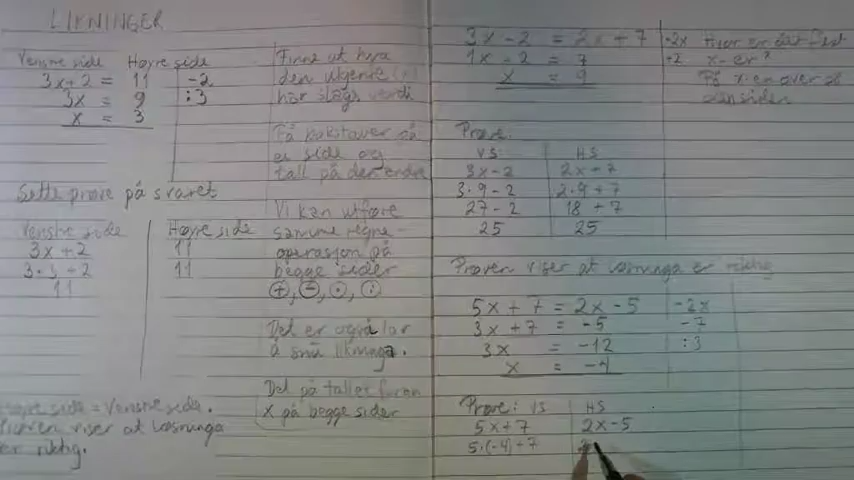 LIKNINGER
Venstre side Høyre side
3x+2 = 11 -2
3x = 9 :3
x = 3
Sette prøve på svaret.
Venstre side Høyre side
3x+2 11
3·3+2 11
11
Høyre side = Venstre side.
Prøven viser at løsninga
er riktig.
Finne ut hva
den ukjente (x)
har slags verdi
Få bokstaver på
ei side og
tall på den andre
Vi kan utføre
samme regne-
operasjon på
begge sider
+, -, ·, :
Det er også lov
å snu likninga.
Del på tallet foran
x på begge sider
3x-2 = 2x+7 -2x Hvor er det flest
1x-2 = 7 +2 x-er?
x = 9 Få x-en over på
den siden
Prøve:
VS HS
3x-2 2x+7
3·9-2 2·9+7
27-2 18+7
25 25
Prøven viser at løsninga er riktig
5x+7 = 2x-5 -2x
3x+7 = -5 -7
3x = -12 :3
x = -4
Prøve: VS HS
5x+7 2x-5
5·(-4)+7